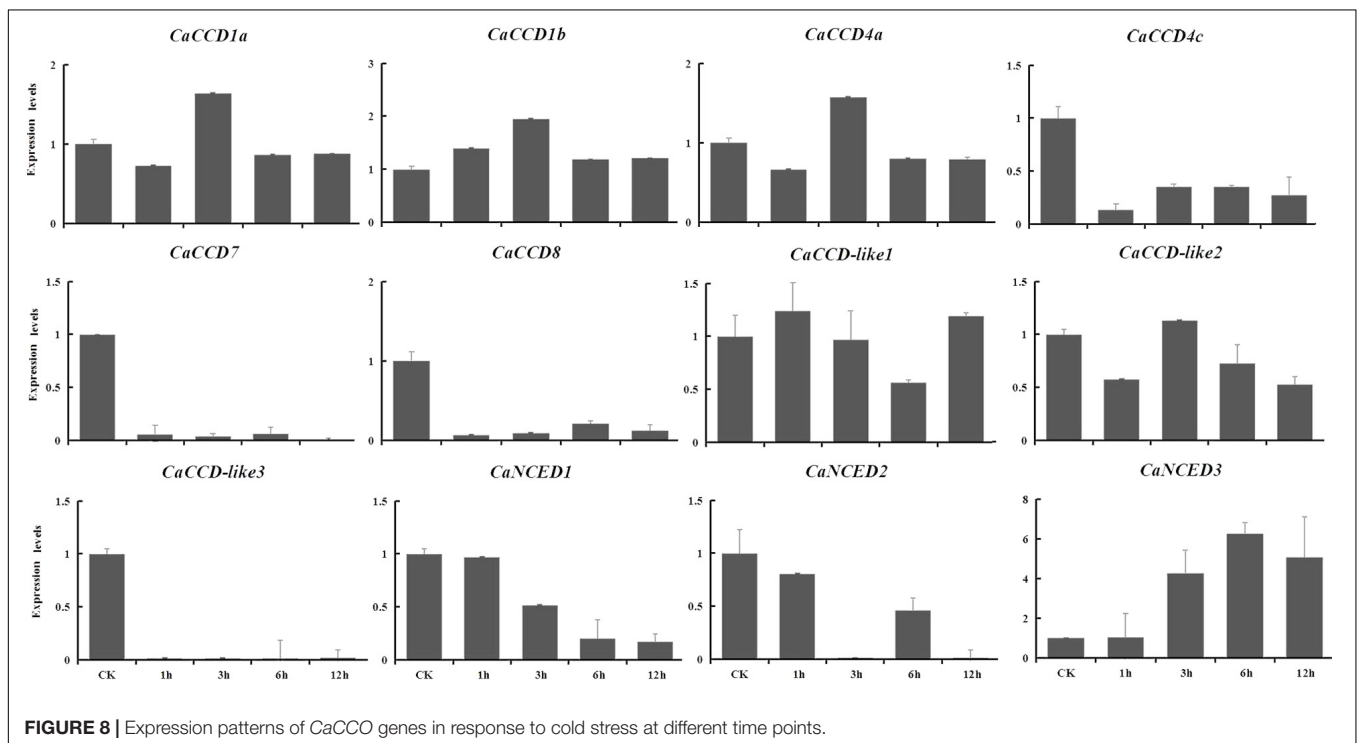 CaCCD1a
CaCCD1b
CaCCD4a
CaCCD4c
Expression levels
2
1
0
3
2
1
0
2
1
0
1.5
1
0.5
0
CaCCD7
CaCCD8
CaCCD-like1
CaCCD-like2
Expression levels
1.5
1
0.5
0
2
1
0
1.5
1
0.5
0
1.5
1
0.5
0
CaCCD-like3
CaNCED1
CaNCED2
CaNCED3
Expression levels
1.5
1
0.5
0
CK 1h 3h 6h 12h
1.5
1
0.5
0
CK 1h 3h 6h 12h
1.5
1
0.5
0
CK 1h 3h 6h 12h
8
6
4
2
0
CK 1h 3h 6h 12h
FIGURE 8 | Expression patterns of CaCCO genes in response to cold stress at different time points.